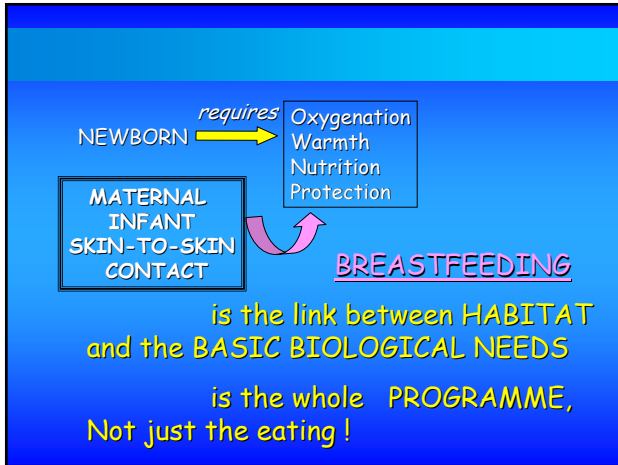 requires
NEWBORN
Oxygenation
Warmth
Nutrition
Protection
MATERNAL
INFANT
SKIN-TO-SKIN
CONTACT
BREASTFEEDING
is the link between HABITAT
and the BASIC BIOLOGICAL NEEDS
is the whole PROGRAMME,
Not just the eating !